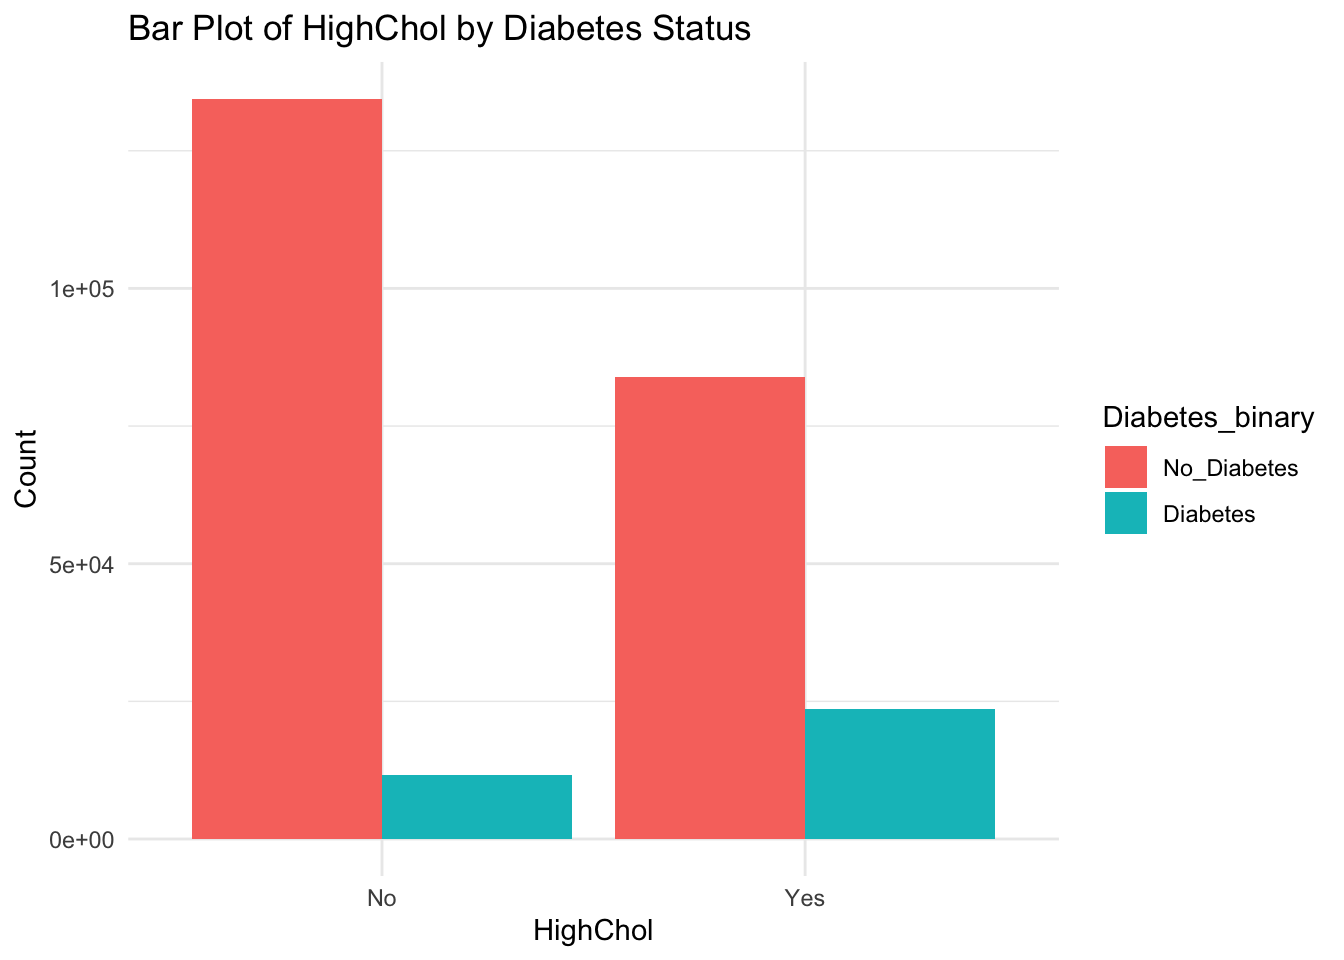 Bar Plot of HighChol by Diabetes Status
Count
1e+05
5e+04
0e+00
No
Yes
HighChol
Diabetes_binary
No_Diabetes
Diabetes